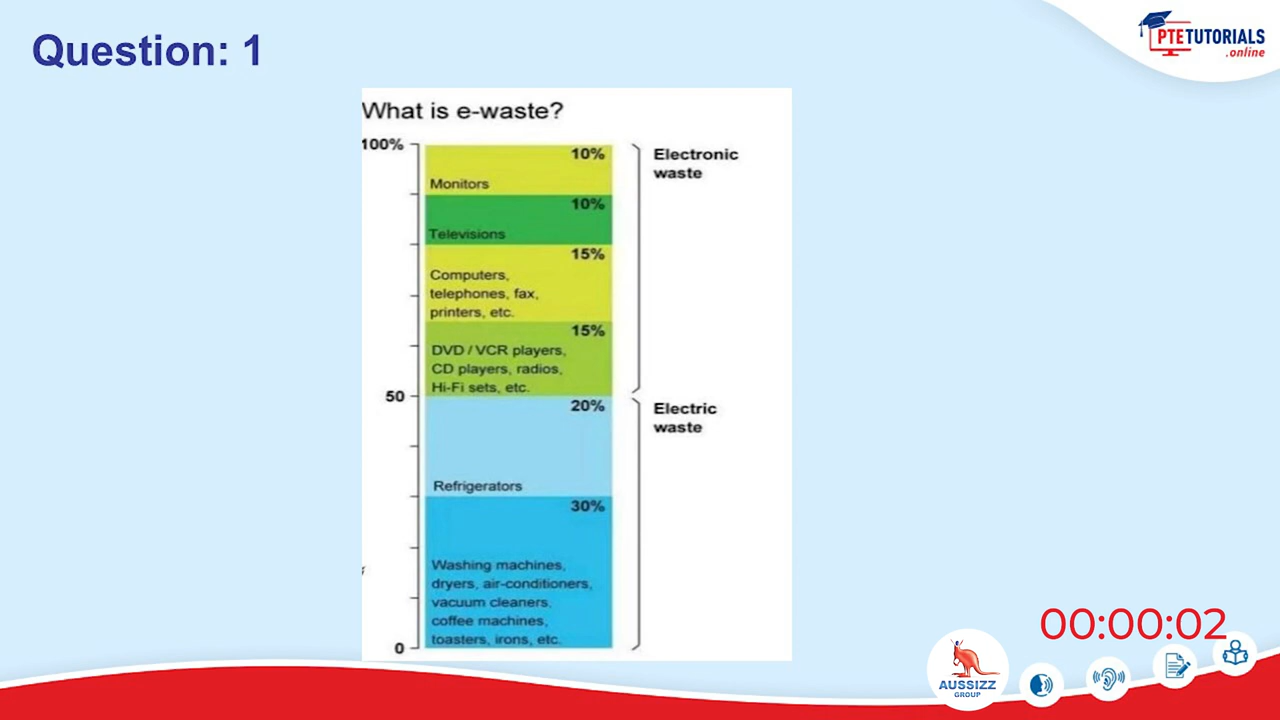 Question: 1
PTETUTORIALS
.online
What is e-waste?
100%
10%
Monitors
10%
Televisions
15%
Computers,
telephones, fax,
printers, etc.
15%
DVD / VCR players,
CD players, radios,
Hi-Fi sets, etc.
50
20%
Refrigerators
30%
Washing machines,
dryers, air-conditioners,
vacuum cleaners,
coffee machines,
toasters, irons, etc.
0
Electronic
waste
Electric
waste
00:00:02
AUSSIZZ
GROUP